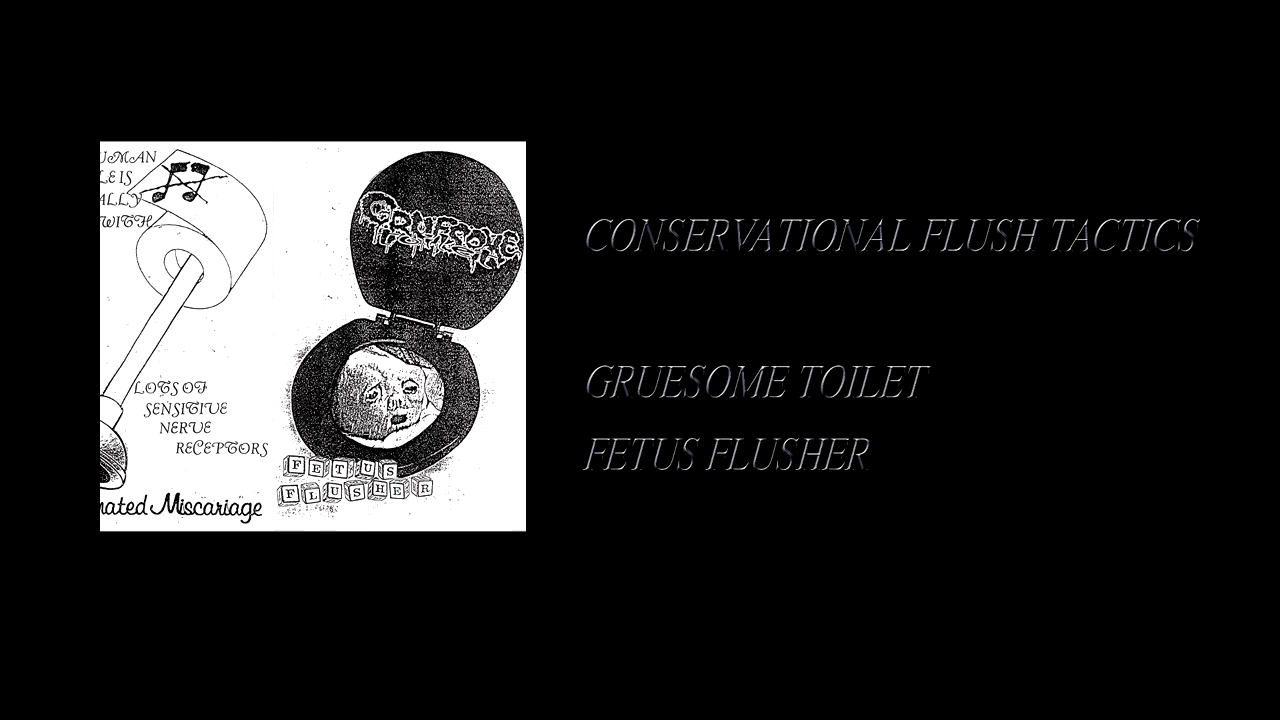 UMAN
LE IS
ALLY
WITH
LOTS OF
SENSITIVE
NERVE
RECEPTORS
nated Miscariage
GRUESOME
FETUS
FLUSHER
CONSERVATIONAL FLUSH TACTICS
GRUESOME TOILET
FETUS FLUSHER